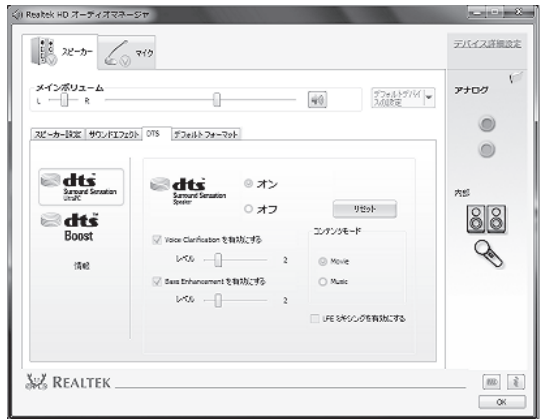 Realtek HD オーディオマネージャ
スピーカー
マイク
デバイス詳細設定
メインボリューム
L
R
デフォルトデバイスの設定
アナログ
スピーカー設定
サウンドエフェクト
DTS
デフォルトフォーマット
dts
Surround Sensation
UltraPC
dts
Boost
情報
dts
Surround Sensation
Speaker
オン
オフ
リセット
Voice Clarification を有効にする
レベル
2
Bass Enhancement を有効にする
レベル
2
コンテンツモード
Movie
Music
LFE ミキシングを有効にする
内部
REALTEK
OK